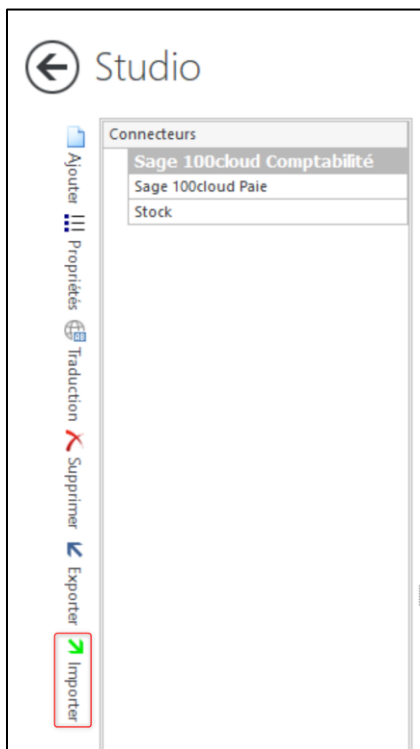 Studio
Ajouter
Propriétés
Traduction
Supprimer
Exporter
Importer
Connecteurs
Sage 100cloud Comptabilité
Sage 100cloud Paie
Stock